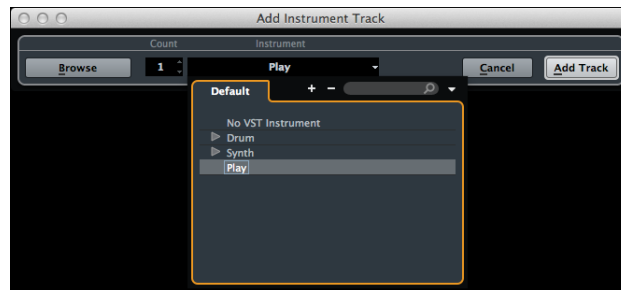 Add Instrument Track
Count Instrument
Browse 1 Play Cancel Add Track
Default + −
No VST Instrument
Drum
Synth
Play